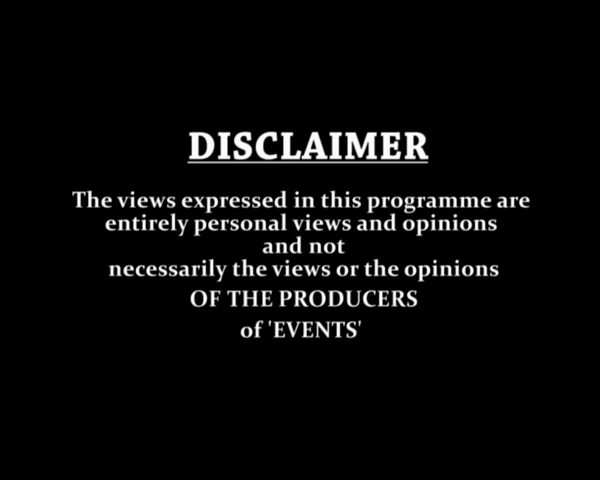 DISCLAIMER
The views expressed in this programme are
entirely personal views and opinions
and not
necessarily the views or the opinions
OF THE PRODUCERS
of 'EVENTS'